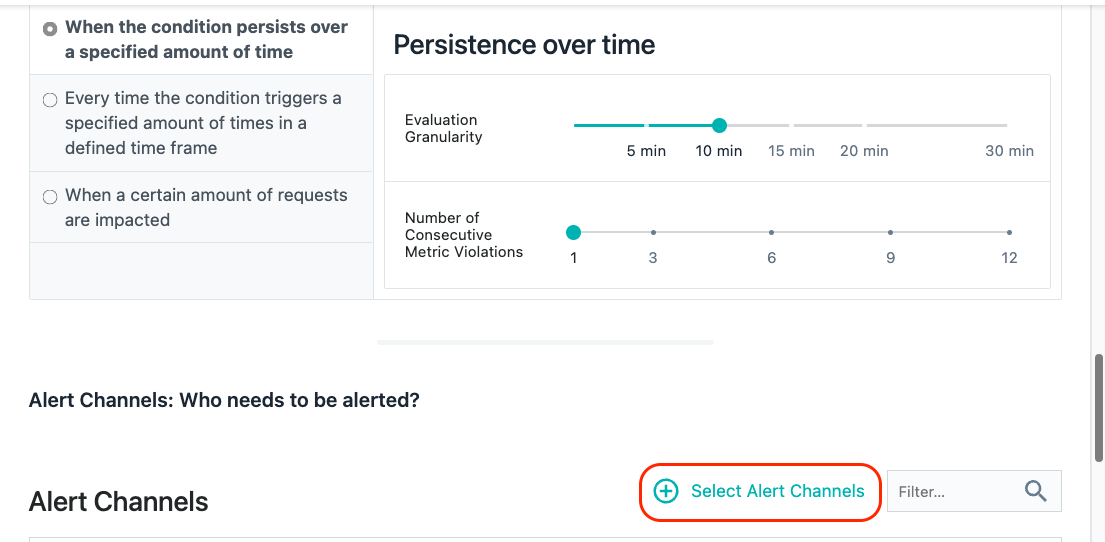 When the condition persists over
a specified amount of time
Every time the condition triggers a
specified amount of times in a
defined time frame
When a certain amount of requests
are impacted
Persistence over time
Evaluation
Granularity
5 min 10 min 15 min 20 min 30 min
Number of
Consecutive
Metric Violations
1 3 6 9 12
Alert Channels: Who needs to be alerted?
Alert Channels
Select Alert Channels
Filter...